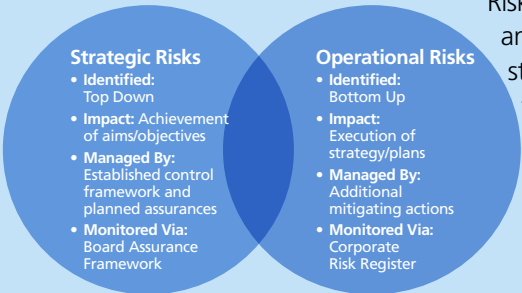 Strategic Risks
• Identified:
Top Down
• Impact: Achievement
of aims/objectives
• Managed By:
Established control
framework and
planned assurances
• Monitored Via:
Board Assurance
Framework
Operational Risks
• Identified:
Bottom Up
• Impact:
Execution of
strategy/plans
• Managed By:
Additional
mitigating actions
• Monitored Via:
Corporate
Risk Register
Risk